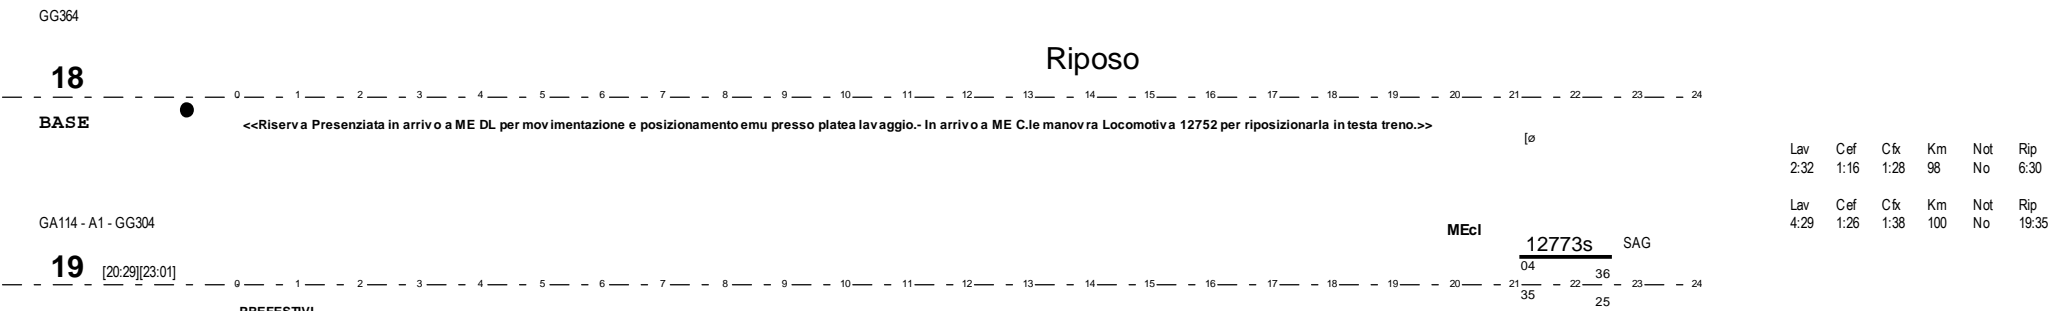 GG364
Riposo
18
0 1 2 3 4 5 6 7 8 9 10 11 12 13 14 15 16 17 18 19 20 21 22 23 24
BASE
<<Riserva Presenziata in arrivo a ME DL per movimentazione e posizionamento emu presso platea lavaggio.- In arrivo a ME C.le manovra Locomotiva 12752 per riposizionarla in testa treno.>>
[ø
Lav Cef Cfx Km Not Rip
2:32 1:16 1:28 98 No 6:30
Lav Cef Cfx Km Not Rip
4:29 1:26 1:38 100 No 19:35
GA114 - A1 - GG304
MEcl
12773s SAG
04 36
19 [20:29][23:01]
0 1 2 3 4 5 6 7 8 9 10 11 12 13 14 15 16 17 18 19 20 21 22 23 24
35 25
PREFESTIVI